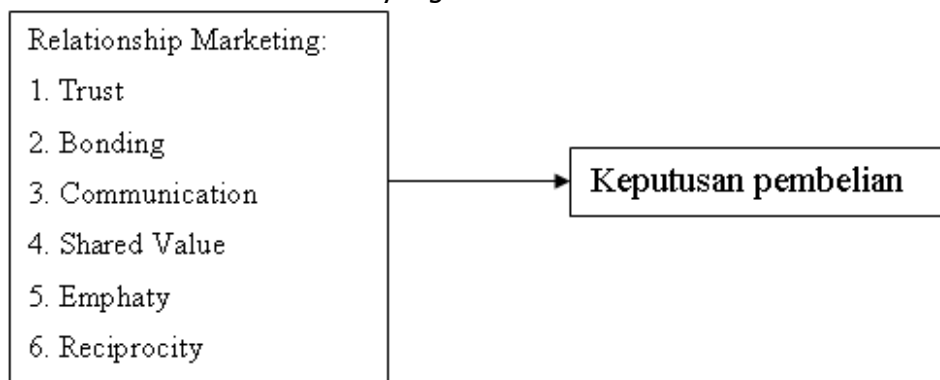 Relationship Marketing:
1. Trust
2. Bonding
3. Communication
4. Shared Value
5. Emphaty
6. Reciprocity
Keputusan pembelian